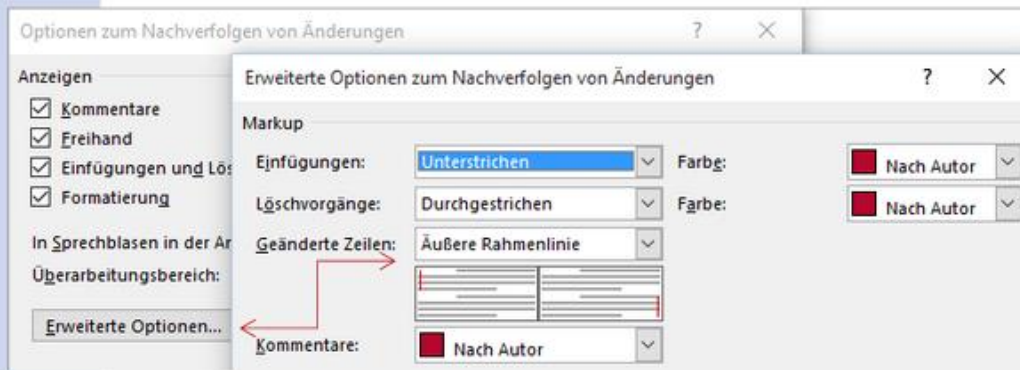 Optionen zum Nachverfolgen von Änderungen
Anzeigen
Kommentare
Freihand
Einfügungen und Lös
Formatierung
In Sprechblasen in der Ar
Überarbeitungsbereich:
Erweiterte Optionen...
Erweiterte Optionen zum Nachverfolgen von Änderungen
Markup
Einfügungen: Unterstrichen Farbe: Nach Autor
Löschvorgänge: Durchgestrichen Farbe: Nach Autor
Geänderte Zeilen: Äußere Rahmenlinie
Kommentare: Nach Autor